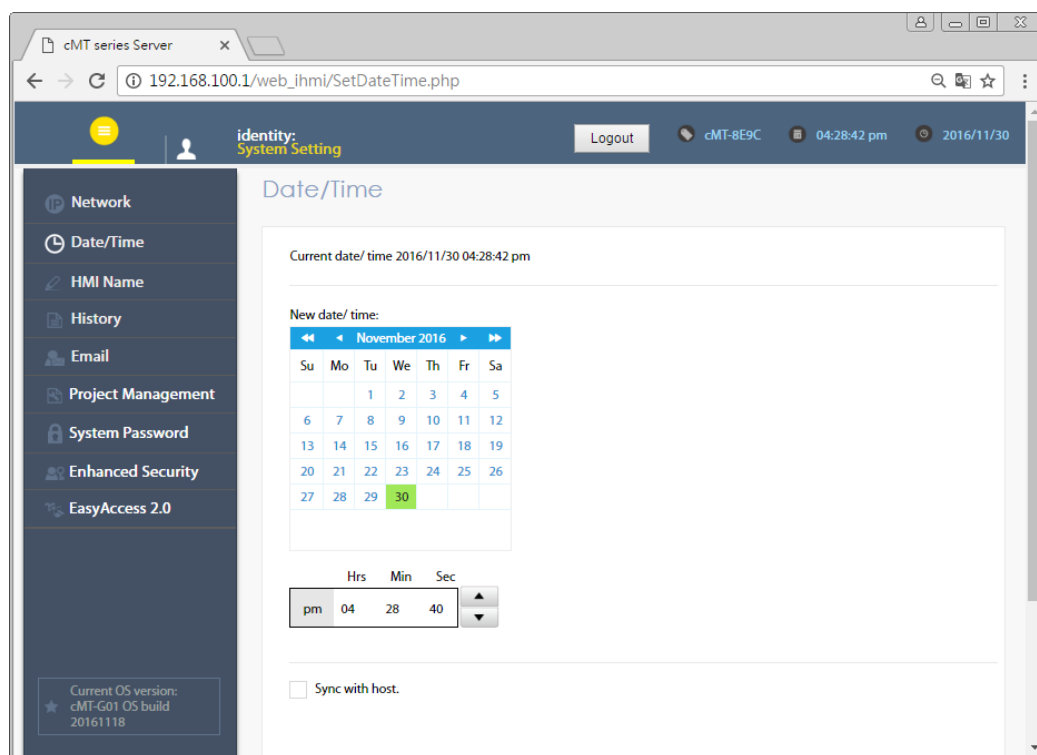 cMT series Server
192.168.100.1/web_ihmi/SetDateTime.php
identity:
System Setting
Logout
cMT-8E9C
04:28:42 pm
2016/11/30
Network
Date/Time
HMI Name
History
Email
Project Management
System Password
Enhanced Security
EasyAccess 2.0
Current OS version:
cMT-G01 OS build
20161118
Date/Time
Current date/ time 2016/11/30 04:28:42 pm
New date/ time:
November 2016
Su Mo Tu We Th Fr Sa
1 2 3 4 5
6 7 8 9 10 11 12
13 14 15 16 17 18 19
20 21 22 23 24 25 26
27 28 29 30
Hrs Min Sec
pm 04 28 40
Sync with host.